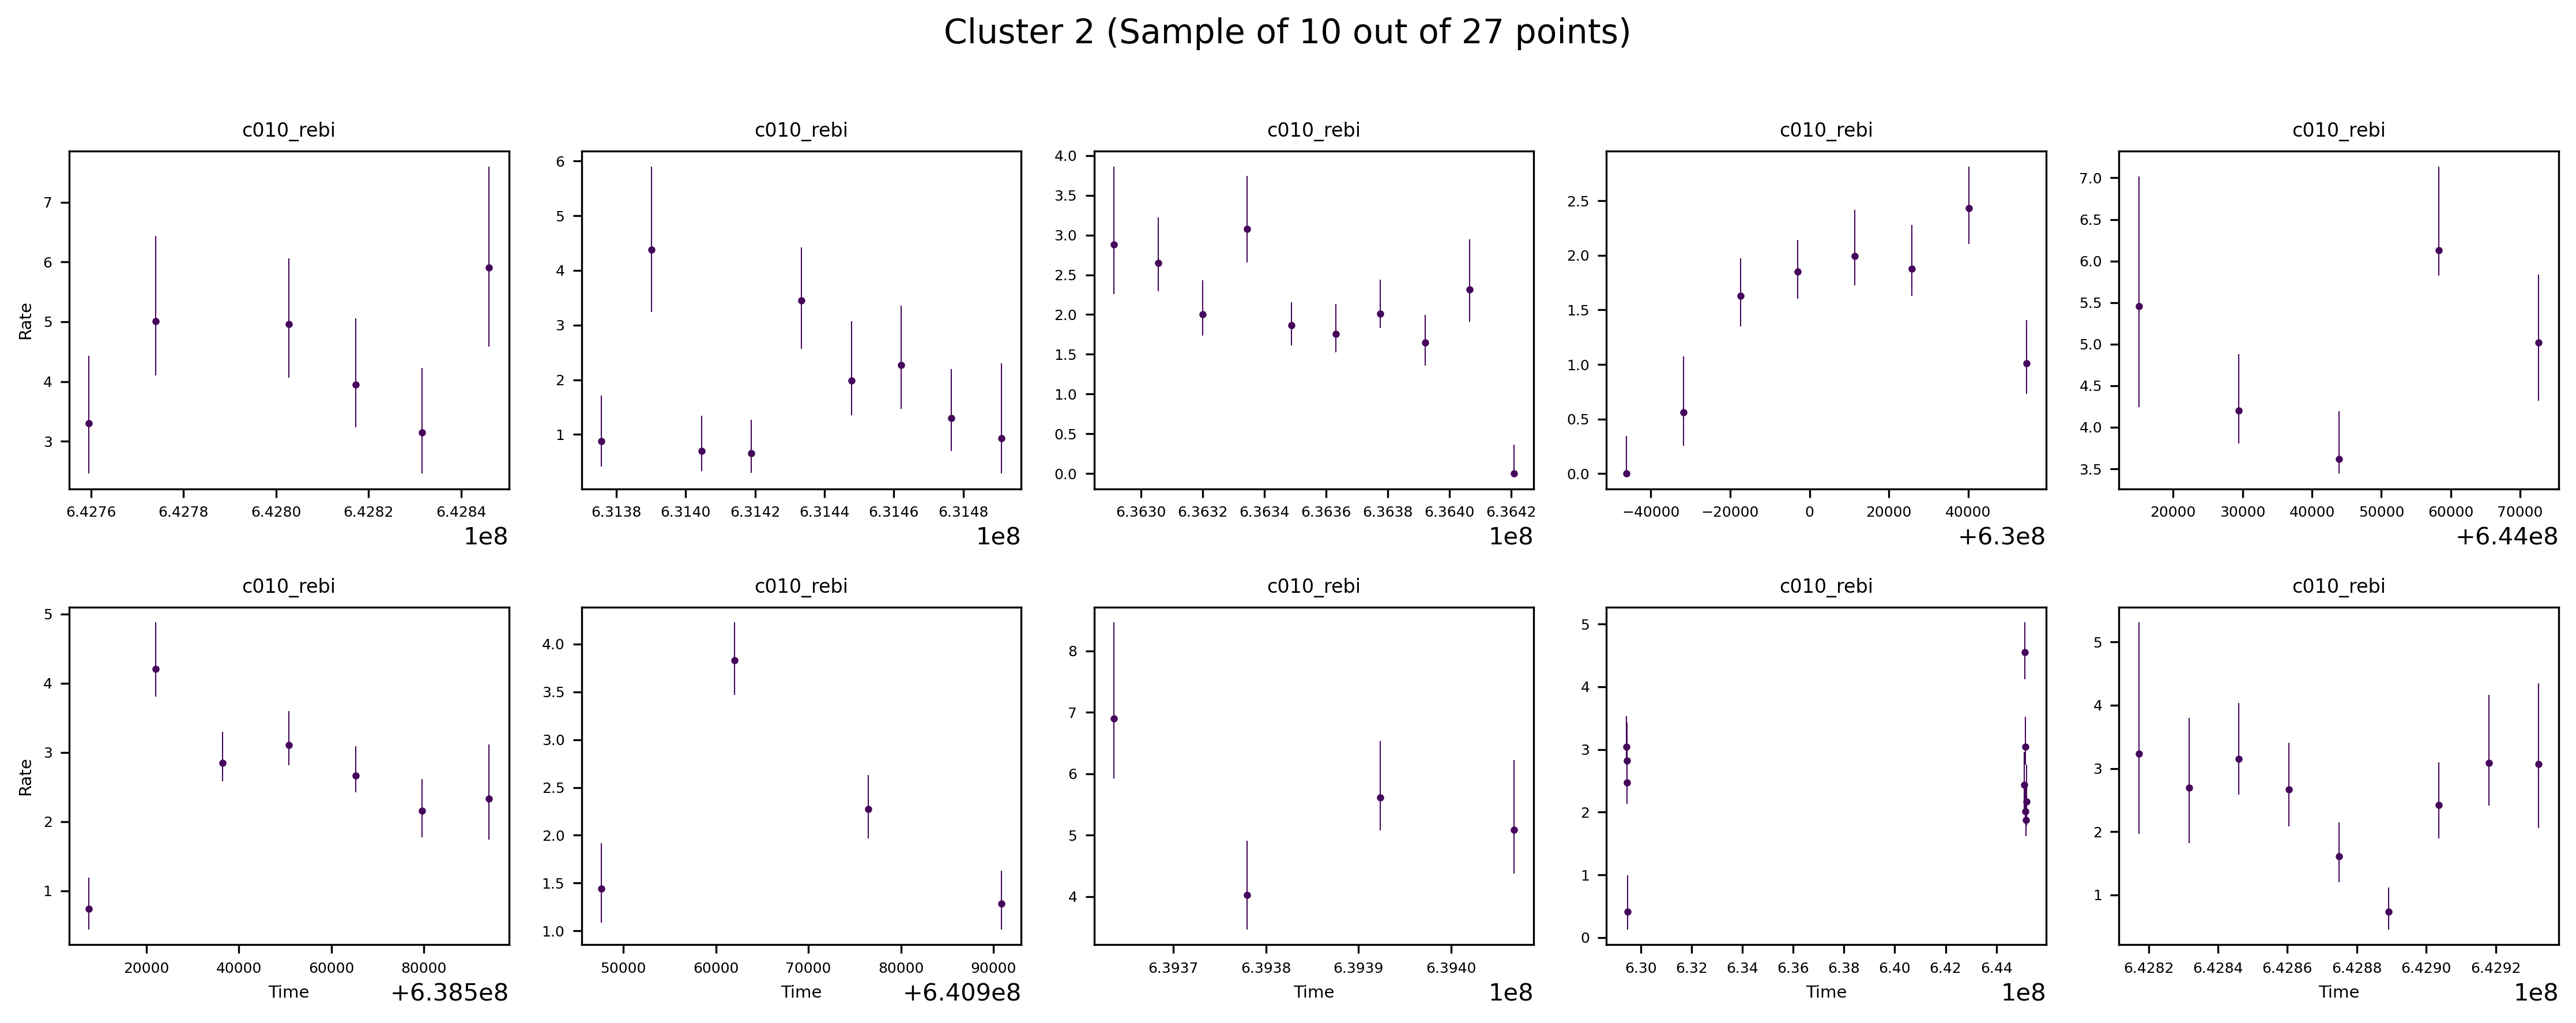 Cluster 2 (Sample of 10 out of 27 points)
c010_rebi c010_rebi c010_rebi c010_rebi c010_rebi
Rate
7 6 5 4 3
6.4276 6.4278 6.4280 6.4282 6.4284
1e8
6 5 4 3 2 1
6.3138 6.3140 6.3142 6.3144 6.3146 6.3148
1e8
4.0 3.5 3.0 2.5 2.0 1.5 1.0 0.5 0.0
6.3630 6.3632 6.3634 6.3636 6.3638 6.3640 6.3642
1e8
2.5 2.0 1.5 1.0 0.5 0.0
−40000 −20000 0 20000 40000
+6.3e8
7.0 6.5 6.0 5.5 5.0 4.5 4.0 3.5
20000 30000 40000 50000 60000 70000
+6.44e8
c010_rebi c010_rebi c010_rebi c010_rebi c010_rebi
Rate
5 4 3 2 1
20000 40000 60000 80000
Time +6.385e8
4.0 3.5 3.0 2.5 2.0 1.5 1.0
50000 60000 70000 80000 90000
Time +6.409e8
8 7 6 5 4
6.3937 6.3938 6.3939 6.3940
Time 1e8
5 4 3 2 1 0
6.30 6.32 6.34 6.36 6.38 6.40 6.42 6.44
Time 1e8
5 4 3 2 1
6.4282 6.4284 6.4286 6.4288 6.4290 6.4292
Time 1e8